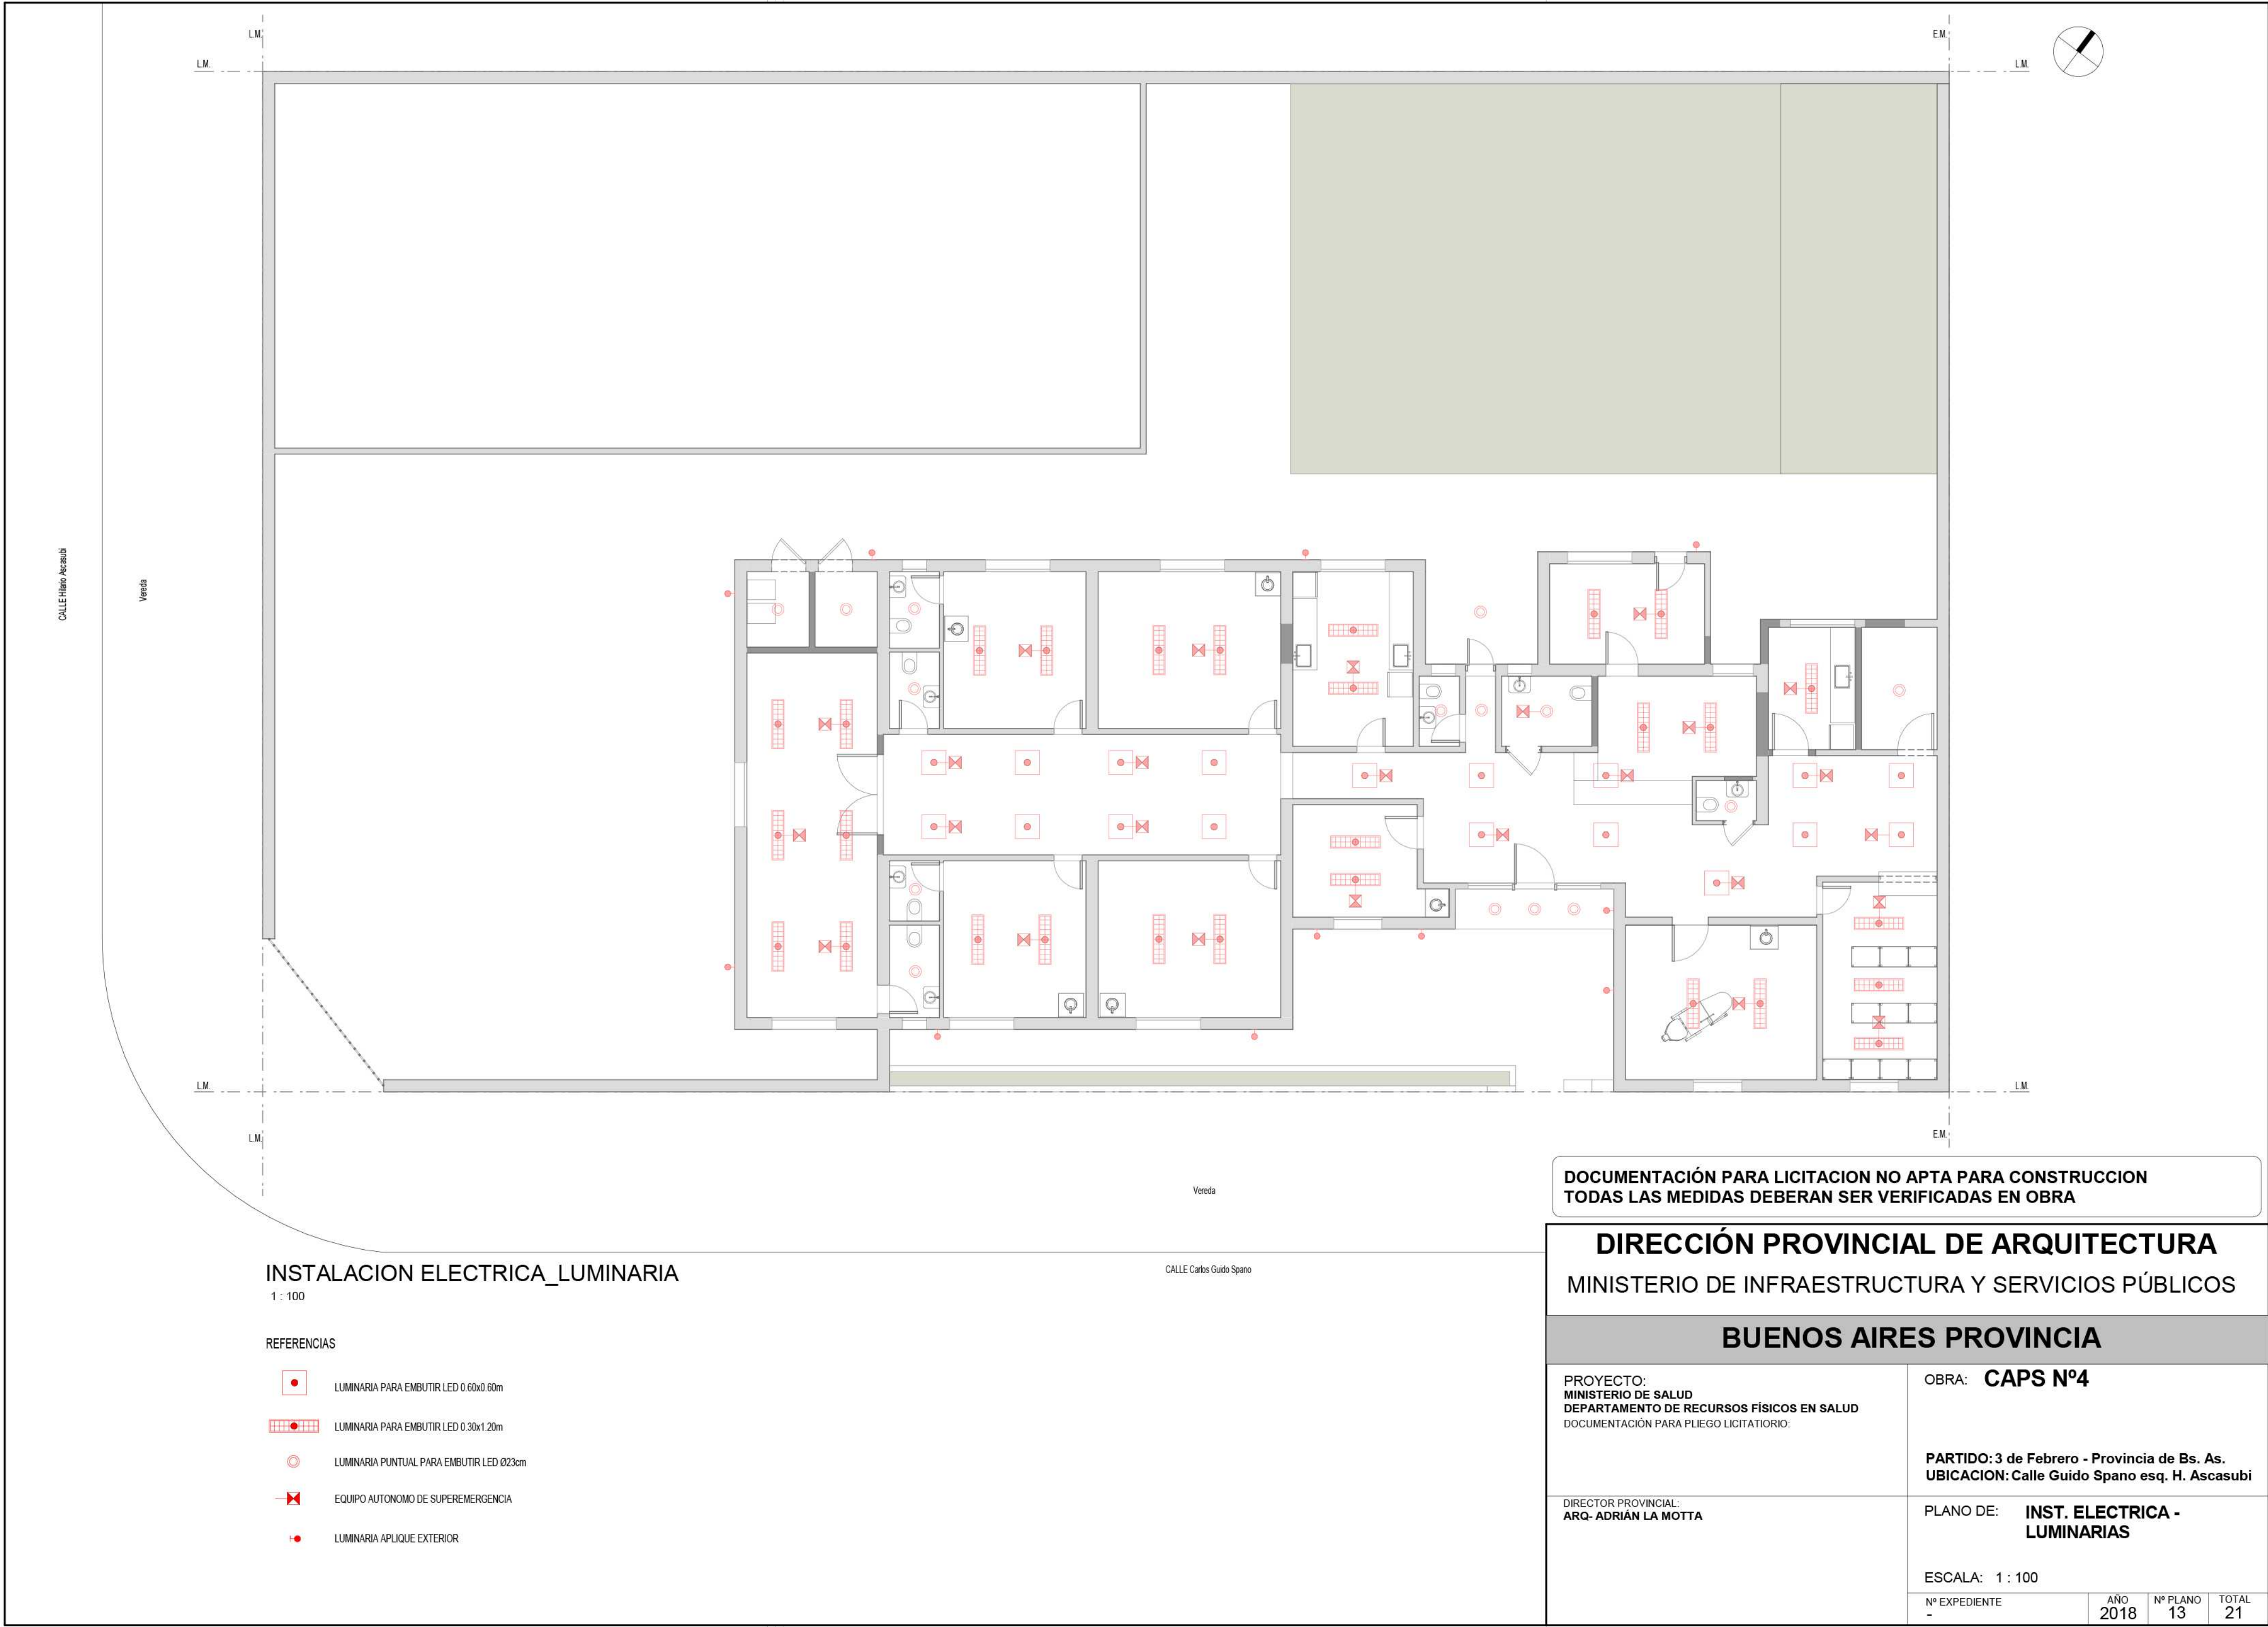 L.M.
L.M.
E.M.
L.M.
CALLE Hilario Ascasubi
Vereda
L.M.
L.M.
L.M.
E.M.
Vereda
CALLE Carlos Guido Spano
INSTALACION ELECTRICA_LUMINARIA
1 : 100
REFERENCIAS
LUMINARIA PARA EMBUTIR LED 0.60x0.60m
LUMINARIA PARA EMBUTIR LED 0.30x1.20m
LUMINARIA PUNTUAL PARA EMBUTIR LED Ø23cm
EQUIPO AUTONOMO DE SUPEREMERGENCIA
LUMINARIA APLIQUE EXTERIOR
DOCUMENTACIÓN PARA LICITACION NO APTA PARA CONSTRUCCION
TODAS LAS MEDIDAS DEBERAN SER VERIFICADAS EN OBRA
DIRECCIÓN PROVINCIAL DE ARQUITECTURA
MINISTERIO DE INFRAESTRUCTURA Y SERVICIOS PÚBLICOS
BUENOS AIRES PROVINCIA
PROYECTO:
MINISTERIO DE SALUD
DEPARTAMENTO DE RECURSOS FÍSICOS EN SALUD
DOCUMENTACIÓN PARA PLIEGO LICITATIORIO:
OBRA: CAPS Nº4
PARTIDO: 3 de Febrero - Provincia de Bs. As.
UBICACION: Calle Guido Spano esq. H. Ascasubi
DIRECTOR PROVINCIAL:
ARQ- ADRIÁN LA MOTTA
PLANO DE: INST. ELECTRICA -
LUMINARIAS
ESCALA: 1 : 100
Nº EXPEDIENTE
-
AÑO
2018
Nº PLANO
13
TOTAL
21